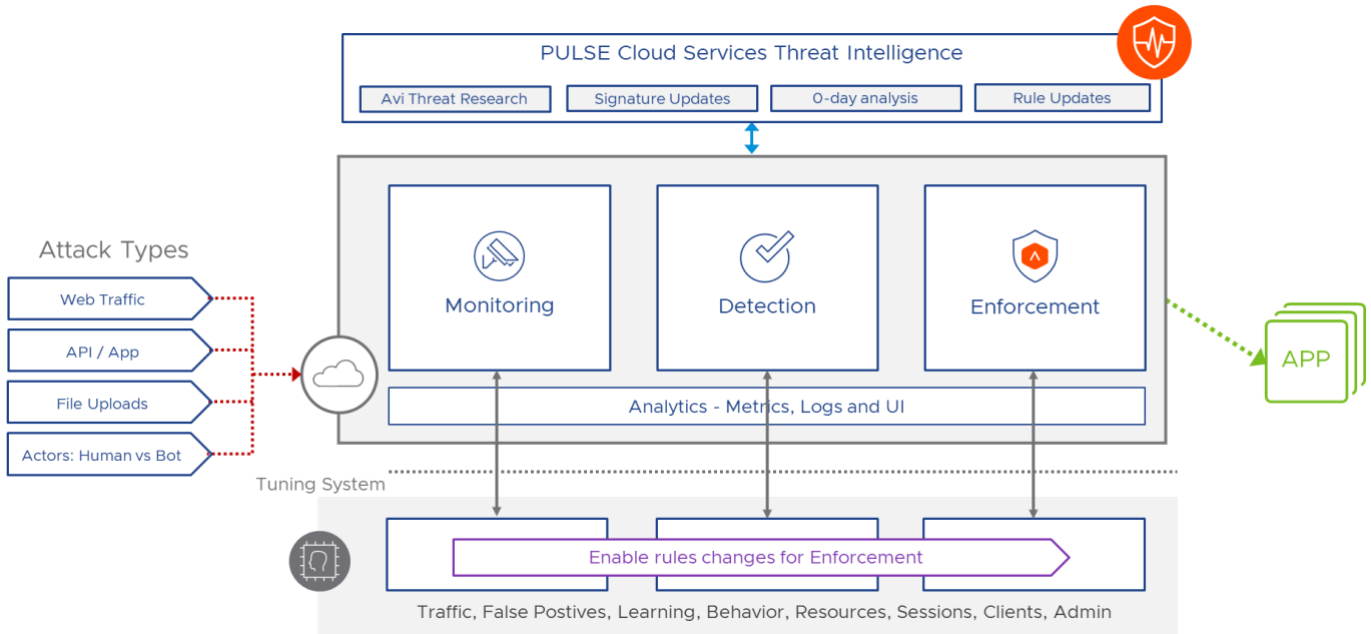 PULSE Cloud Services Threat Intelligence
Avi Threat Research
Signature Updates
0-day analysis
Rule Updates
Attack Types
Web Traffic
API / App
File Uploads
Actors: Human vs Bot
Monitoring
Detection
Enforcement
Analytics - Metrics, Logs and UI
APP
Tuning System
Enable rules changes for Enforcement
Traffic, False Postives, Learning, Behavior, Resources, Sessions, Clients, Admin